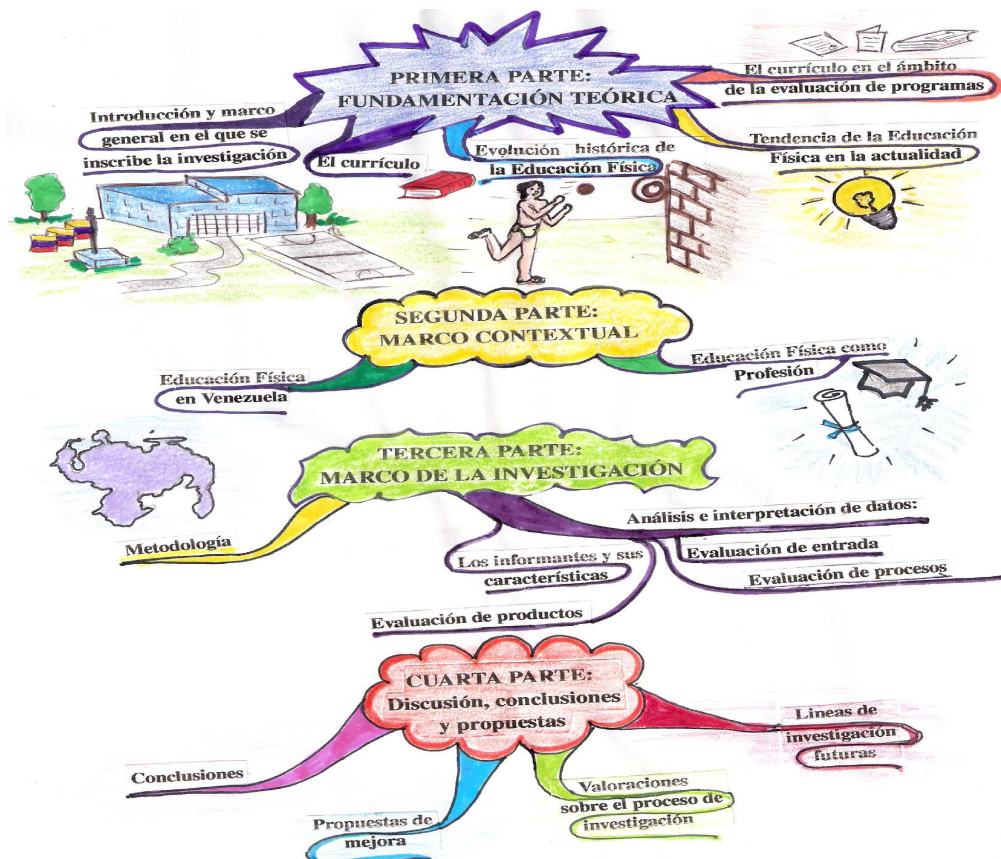 PRIMERA PARTE:
FUNDAMENTACIÓN TEÓRICA
El currículo en el ámbito
de la evaluación de programas
Introducción y marco
general en el que se
inscribe la investigación
El currículo
Evolución histórica de
la Educación Física
Tendencia de la Educación
Física en la actualidad
SEGUNDA PARTE:
MARCO CONTEXTUAL
Educación Física
en Venezuela
Educación Física como
Profesión
TERCERA PARTE:
MARCO DE LA INVESTIGACIÓN
Metodología
Los informantes y sus
características
Análisis e interpretación de datos:
Evaluación de entrada
Evaluación de procesos
Evaluación de productos
CUARTA PARTE:
Discusión, conclusiones
y propuestas
Conclusiones
Propuestas de
mejora
Valoraciones
sobre el proceso de
investigación
Lineas de
investigación
futuras